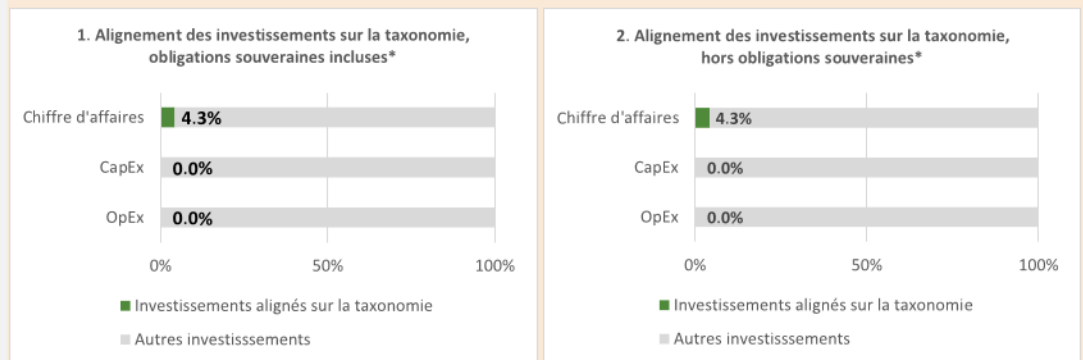 1. Alignement des investissements sur la taxonomie,
obligations souveraines incluses*
Chiffre d'affaires
4.3%
CapEx
0.0%
OpEx
0.0%
0%
50%
100%
Investissements alignés sur la taxonomie
Autres investisssements
2. Alignement des investissements sur la taxonomie,
hors obligations souveraines*
Chiffre d'affaires
4.3%
CapEx
0.0%
OpEx
0.0%
0%
50%
100%
Investissements alignés sur la taxonomie
Autres investisssements